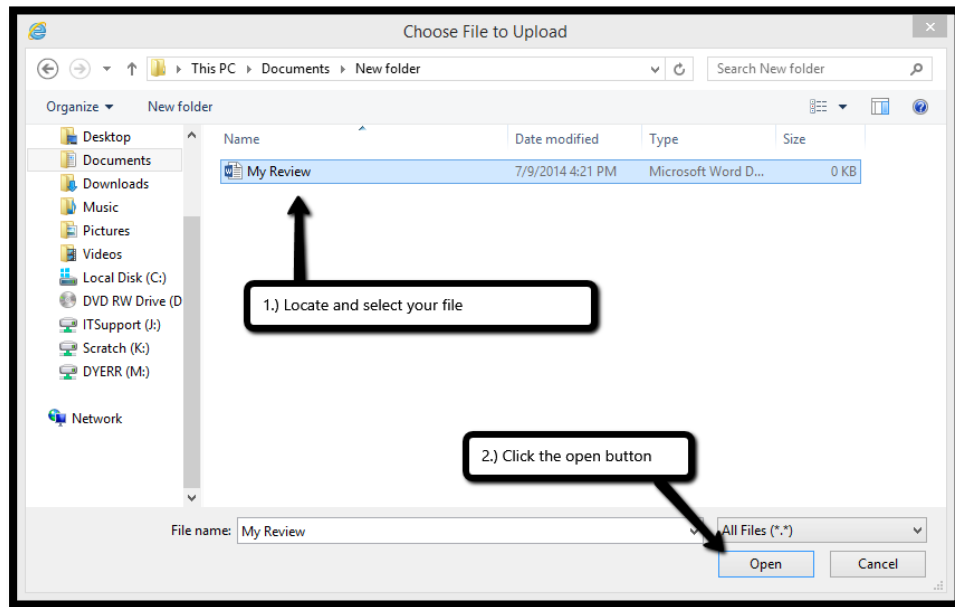 Choose File to Upload
This PC Documents New folder
Search New folder
Organize New folder
Name Date modified Type Size
Desktop
Documents
Downloads
Music
Pictures
Videos
Local Disk (C:)
DVD RW Drive (D
ITSupport (J:)
Scratch (K:)
DYERR (M:)
Network
My Review 7/9/2014 4:21 PM Microsoft Word D... 0 KB
1.) Locate and select your file
2.) Click the open button
File name: My Review All Files (*.*)
Open Cancel